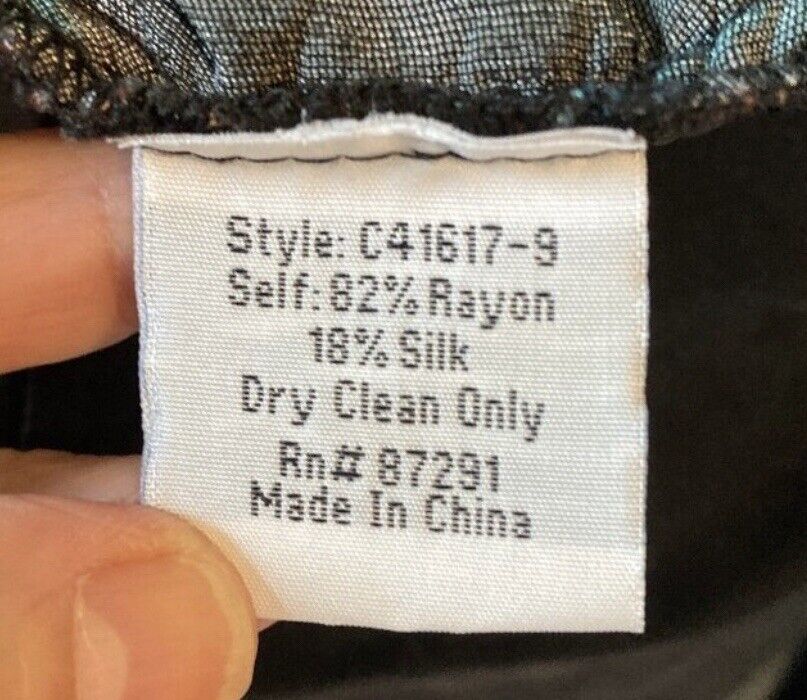 Style: C41617-9
Self: 82% Rayon
18% Silk
Dry Clean Only
Rn# 87291
Made In China